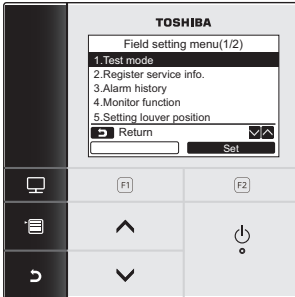 TOSHIBA
Field setting menu(1/2)
1.Test mode
2.Register service info.
3.Alarm history
4.Monitor function
5.Setting louver position
Return
Set
F1
F2